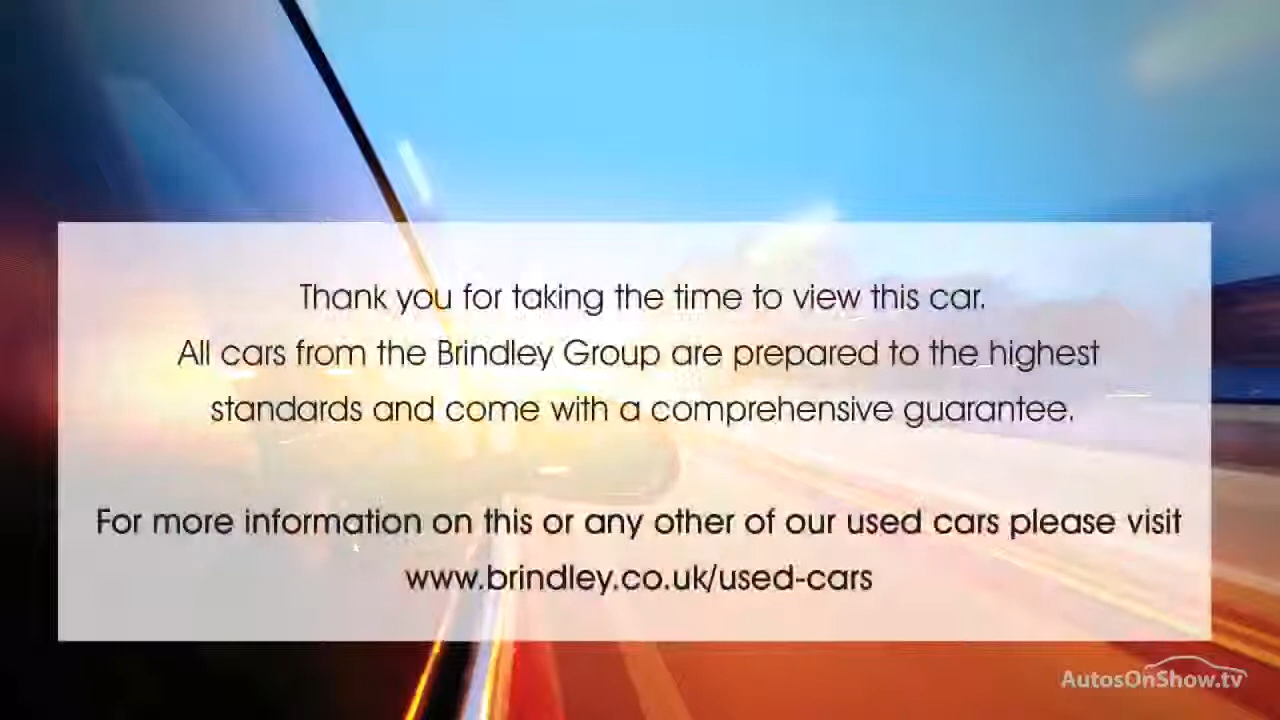 Thank you for taking the time to view this car.
All cars from the Brindley Group are prepared to the highest
standards and come with a comprehensive guarantee.
For more information on this or any other of our used cars please visit
www.brindley.co.uk/used-cars
AutosOnShow.tv